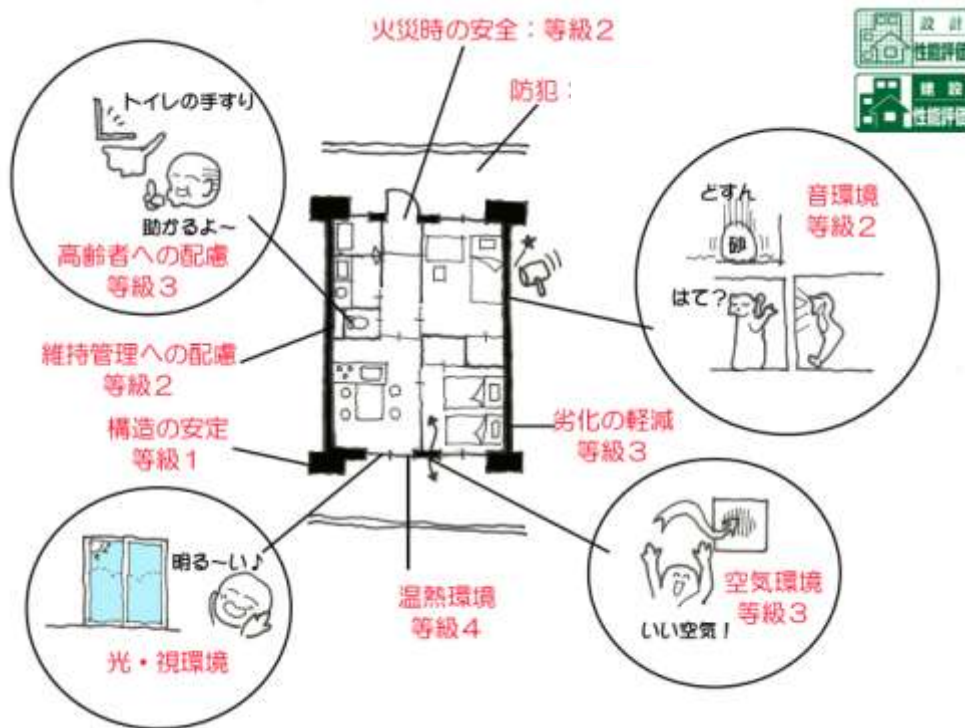 火災時の安全：等級2
防犯：
設計
性能評価
建設
性能評価
トイレの手すり
助かるよ～
高齢者への配慮
等級3
どすん
砂
音環境
等級2
はて？
維持管理への配慮
等級2
構造の安定
等級1
劣化の軽減
等級3
明る～い♪
光・視環境
温熱環境
等級4
空気環境
等級3
いい空気！